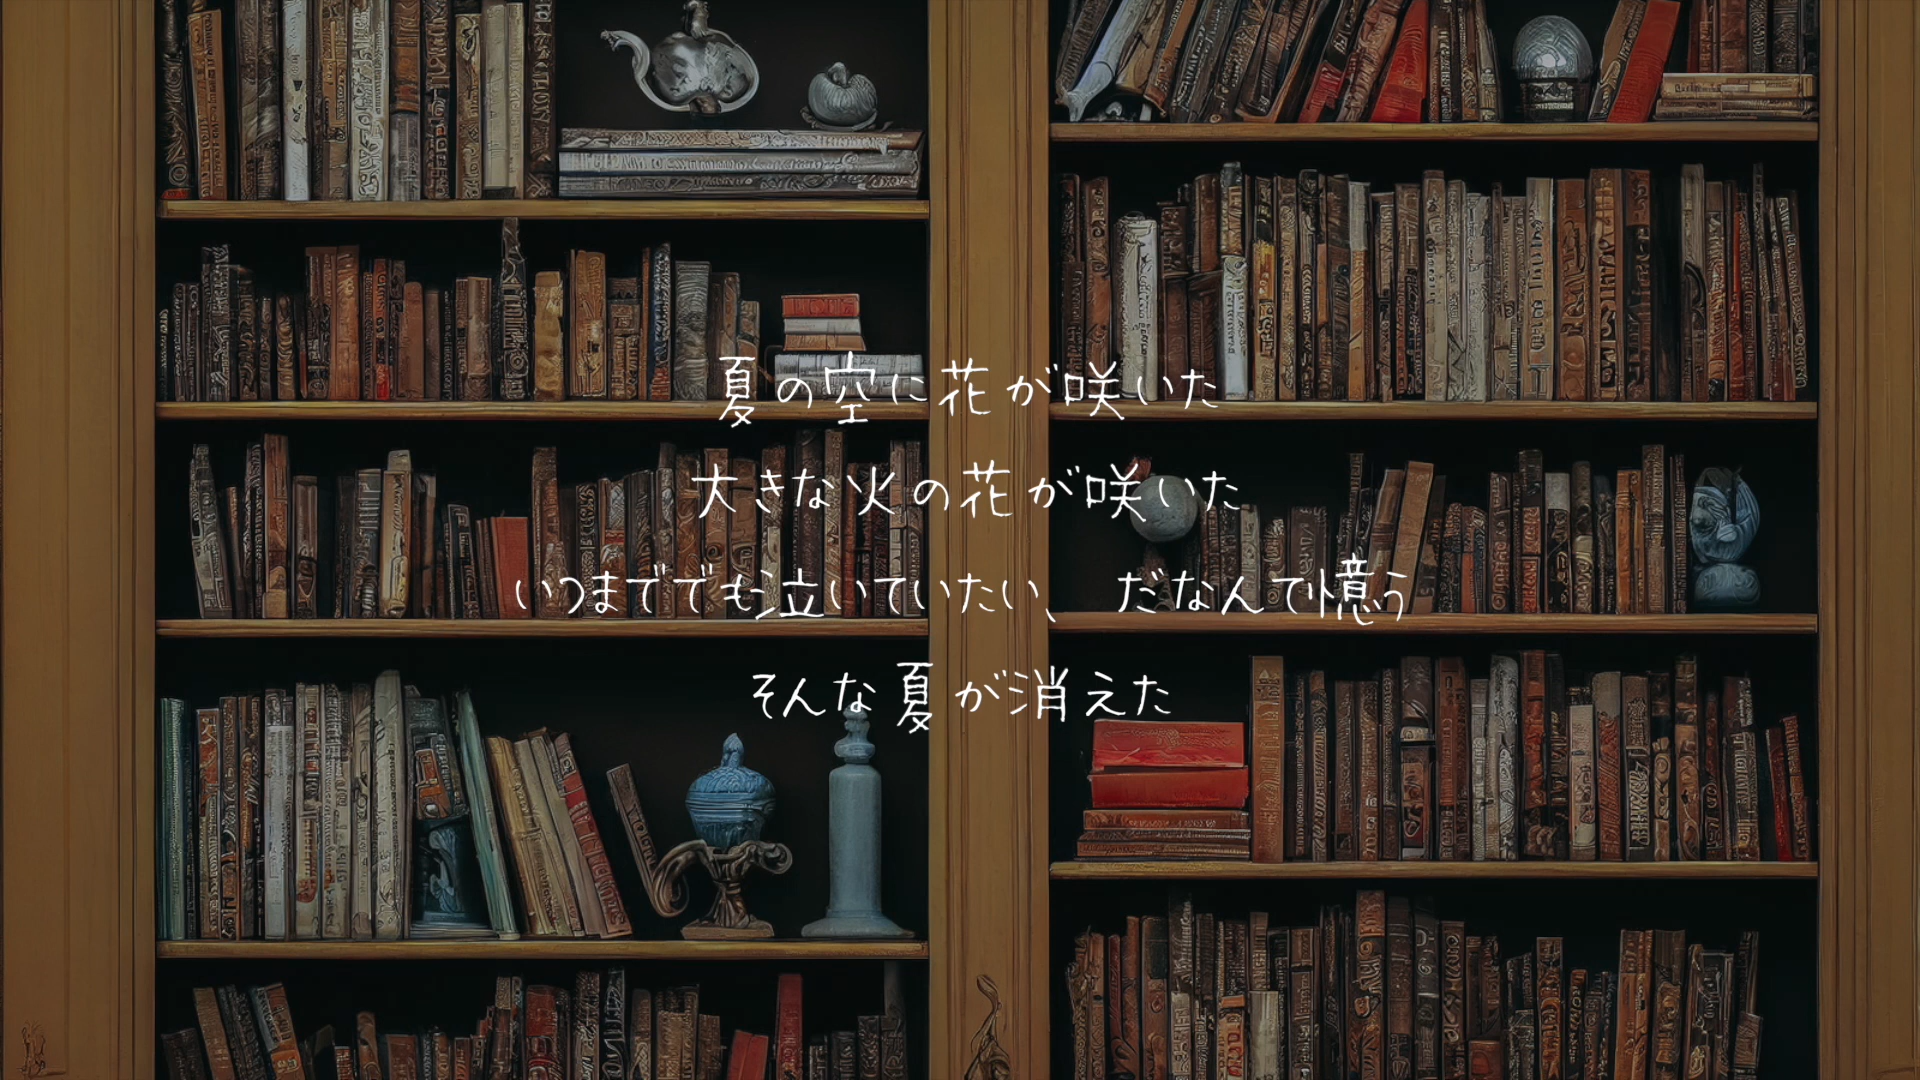 夏の空に花が咲いた
大きな火の花が咲いた
いつまででも泣いていたい、 だなんて憶う
そんな夏が消えた